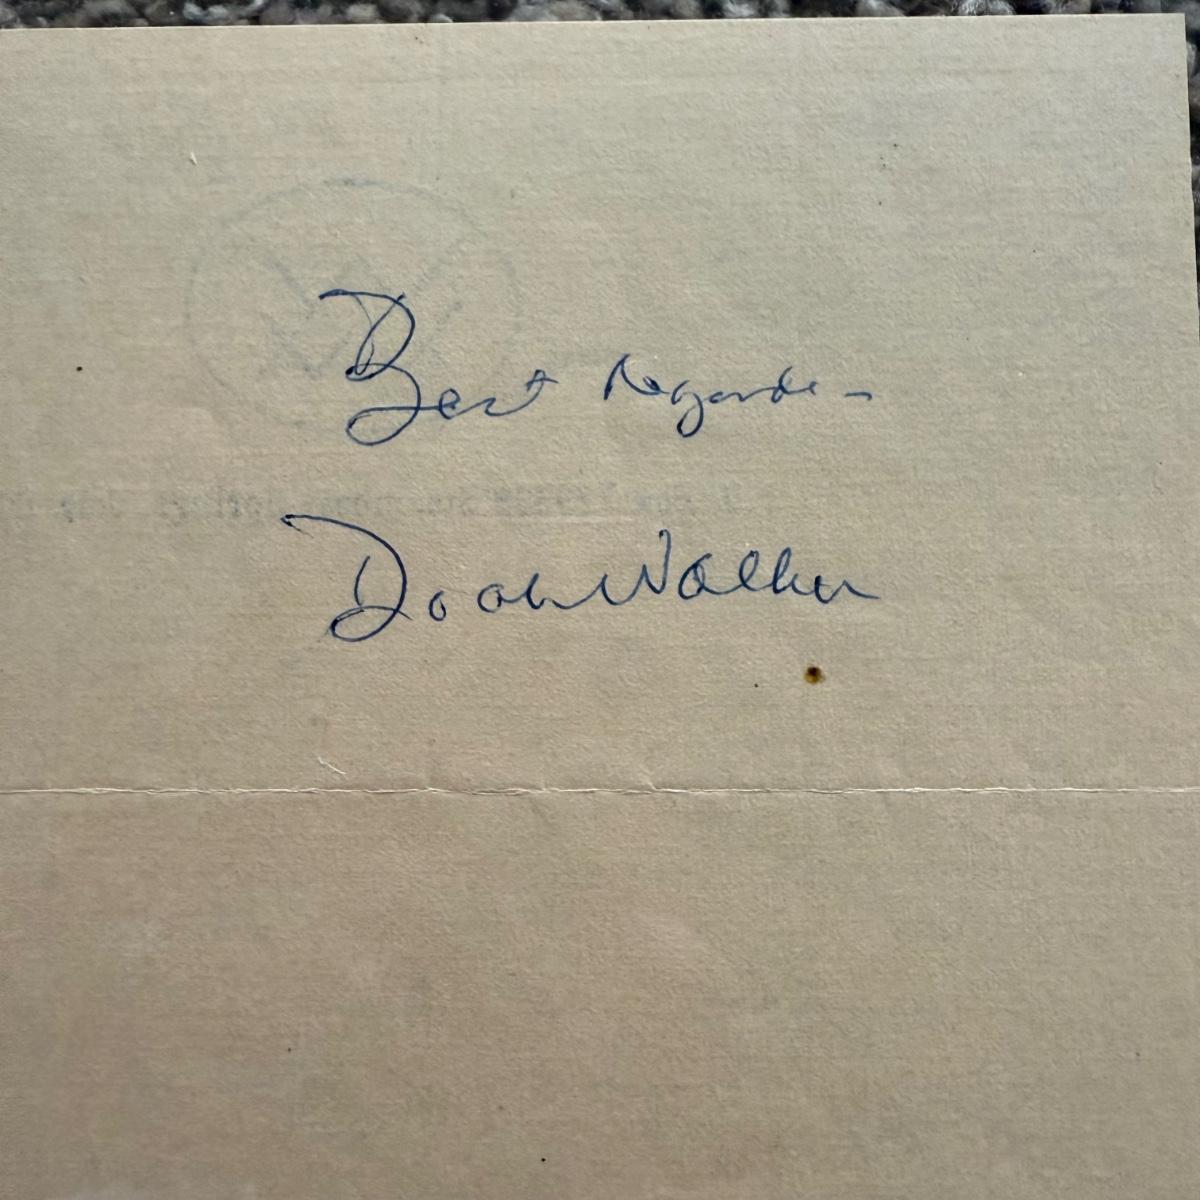 Best Regards -
Doak Walker